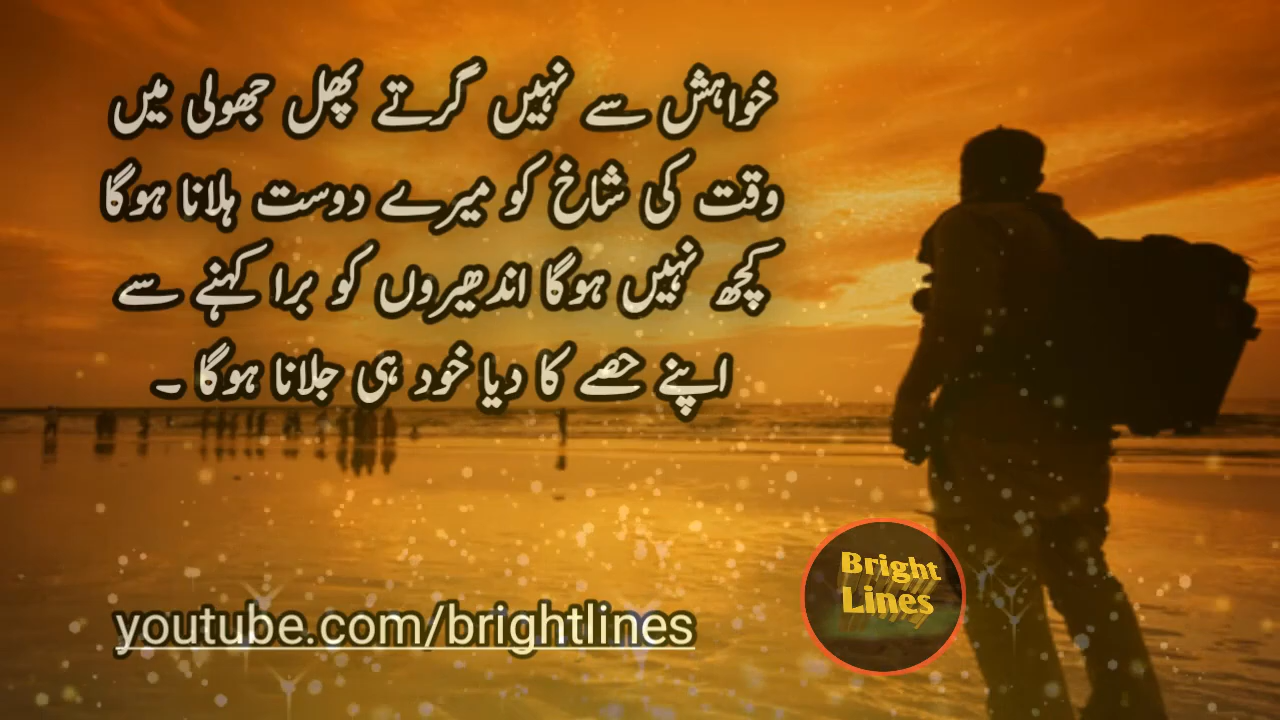 خواہش سے نہیں گرتے پھل جھولی میں
وقت کی شاخ کو میرے دوست ہلانا ہوگا
کچھ نہیں ہوگا اندھیروں کو برا کہنے سے
اپنے حصے کا دیا خود ہی جلانا ہوگا ۔
Bright
Lines
youtube.com/brightlines